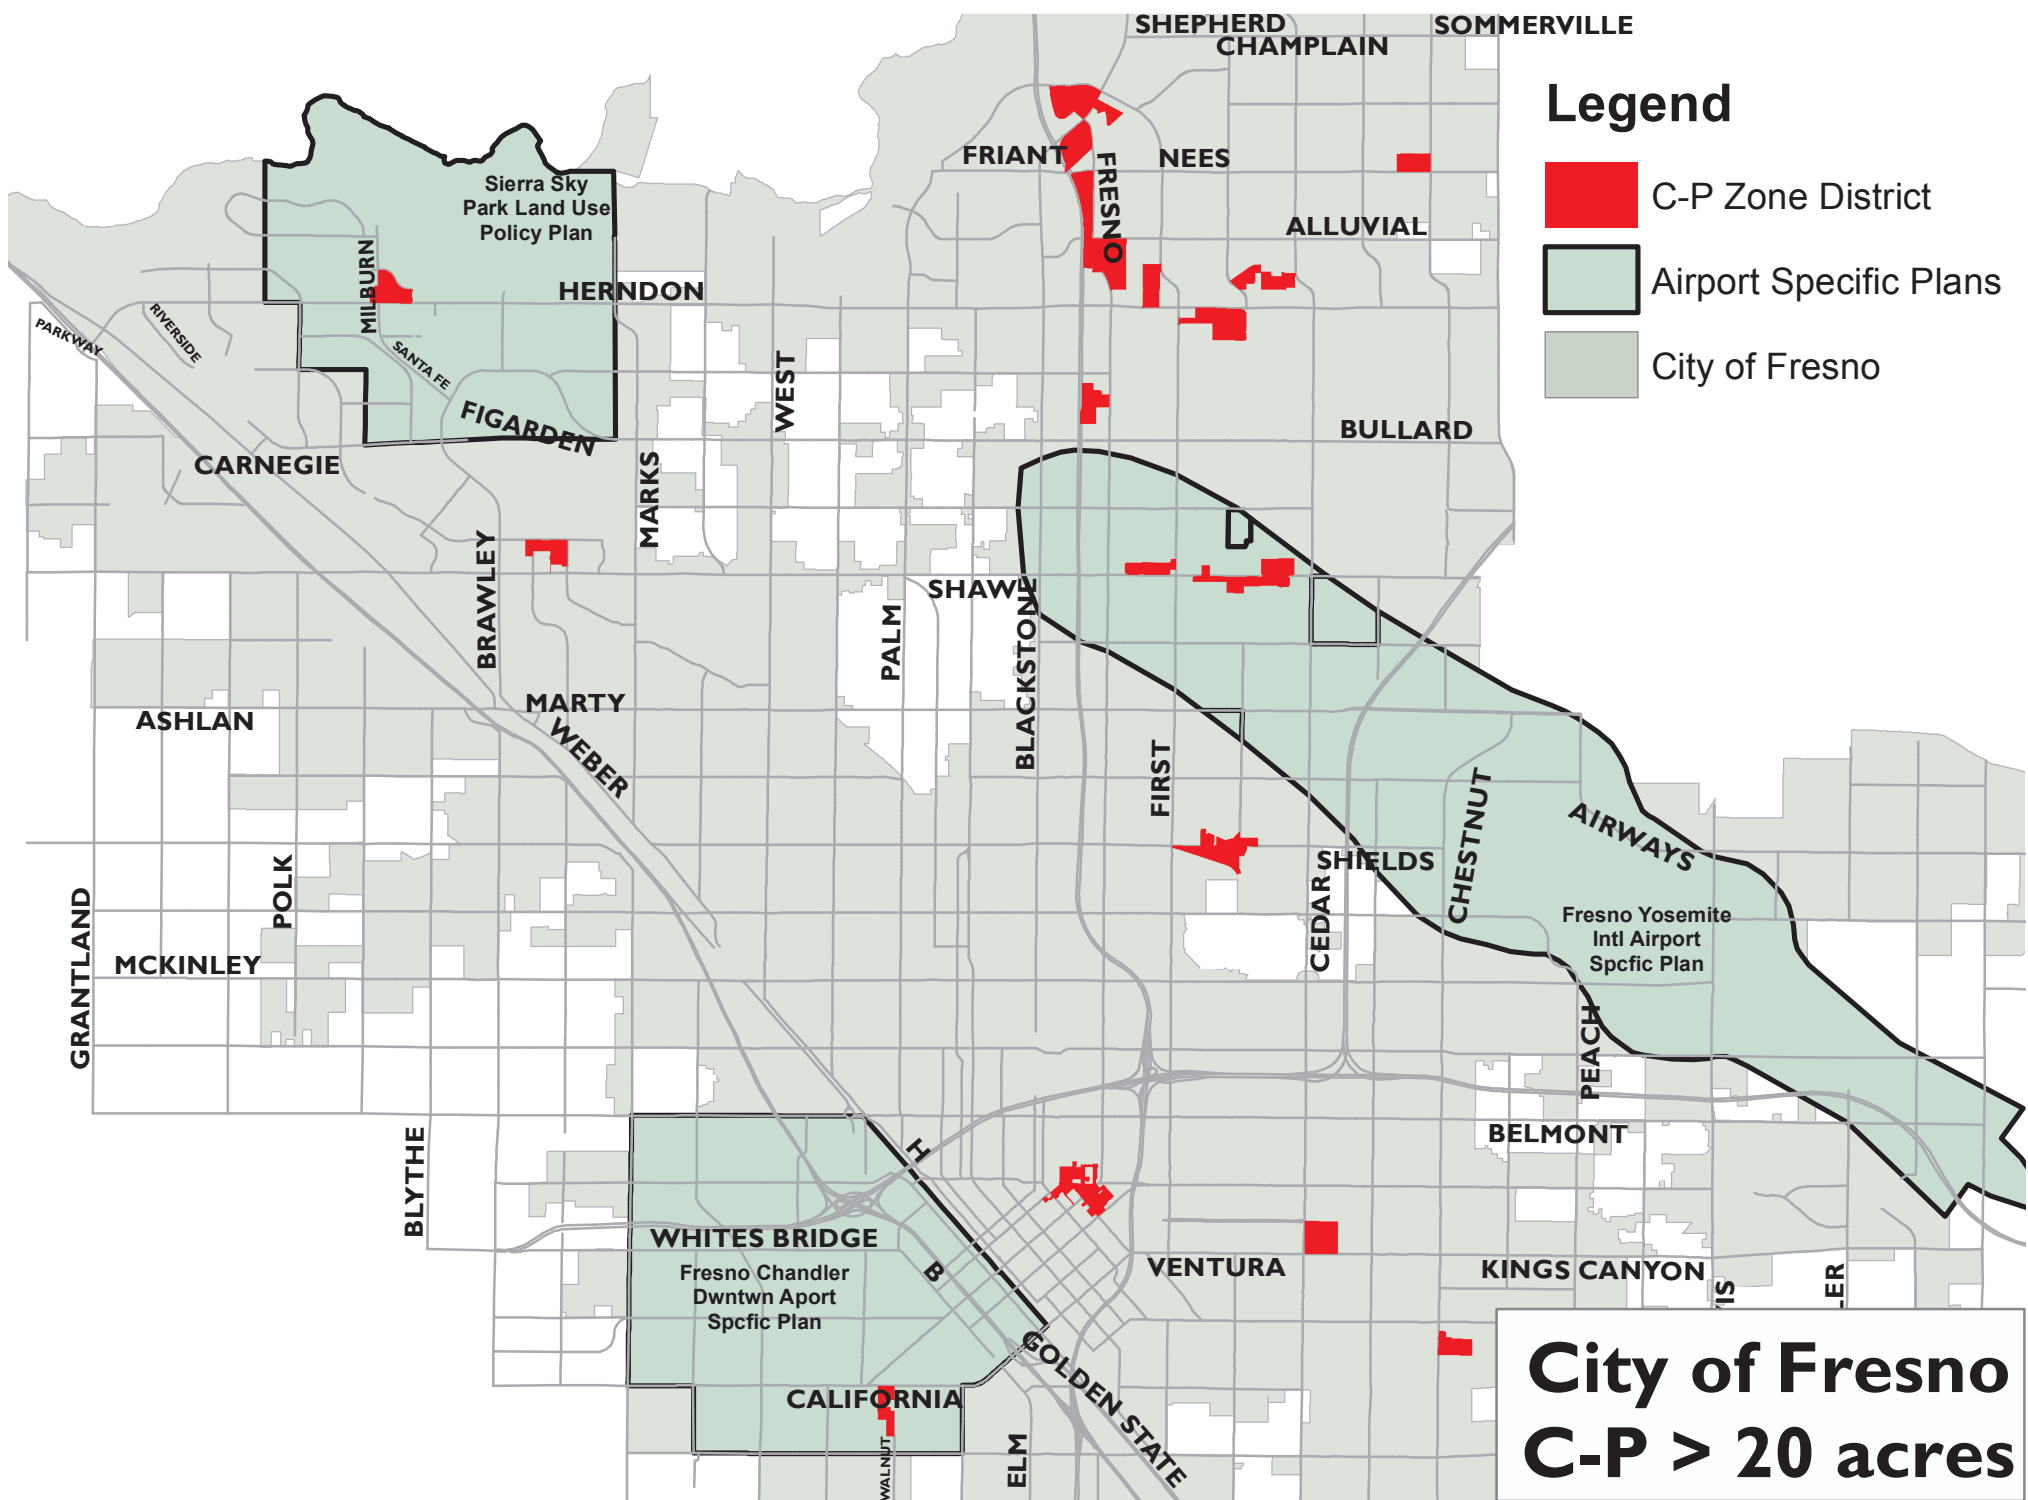 SHEPHERD
SOMMERVILLE
CHAMPLAIN
Legend
C-P Zone District
Airport Specific Plans
City of Fresno
FRIANT
FRESNO
NEES
ALLUVIAL
Sierra Sky
Park Land Use
Policy Plan
MILBURN
HERNDON
PARKWAY
RIVERSIDE
SANTA FE
WEST
FIGARDEN
BULLARD
CARNEGIE
MARKS
BRAWLEY
SHAW
PALM
BLACKSTONE
MARTY
ASHLAN
WEBER
FIRST
CHESTNUT
AIRWAYS
SHIELDS
POLK
CEDAR
GRANTLAND
Fresno Yosemite
Intl Airport
Spcfic Plan
MCKINLEY
PEACH
BELMONT
BLYTHE
H
WHITES BRIDGE
B
VENTURA
KINGS CANYON
Fresno Chandler
Dwntwn Aport
Spcfic Plan
IS
LER
GOLDEN STATE
CALIFORNIA
ELM
WALNUT
City of Fresno
C-P > 20 acres